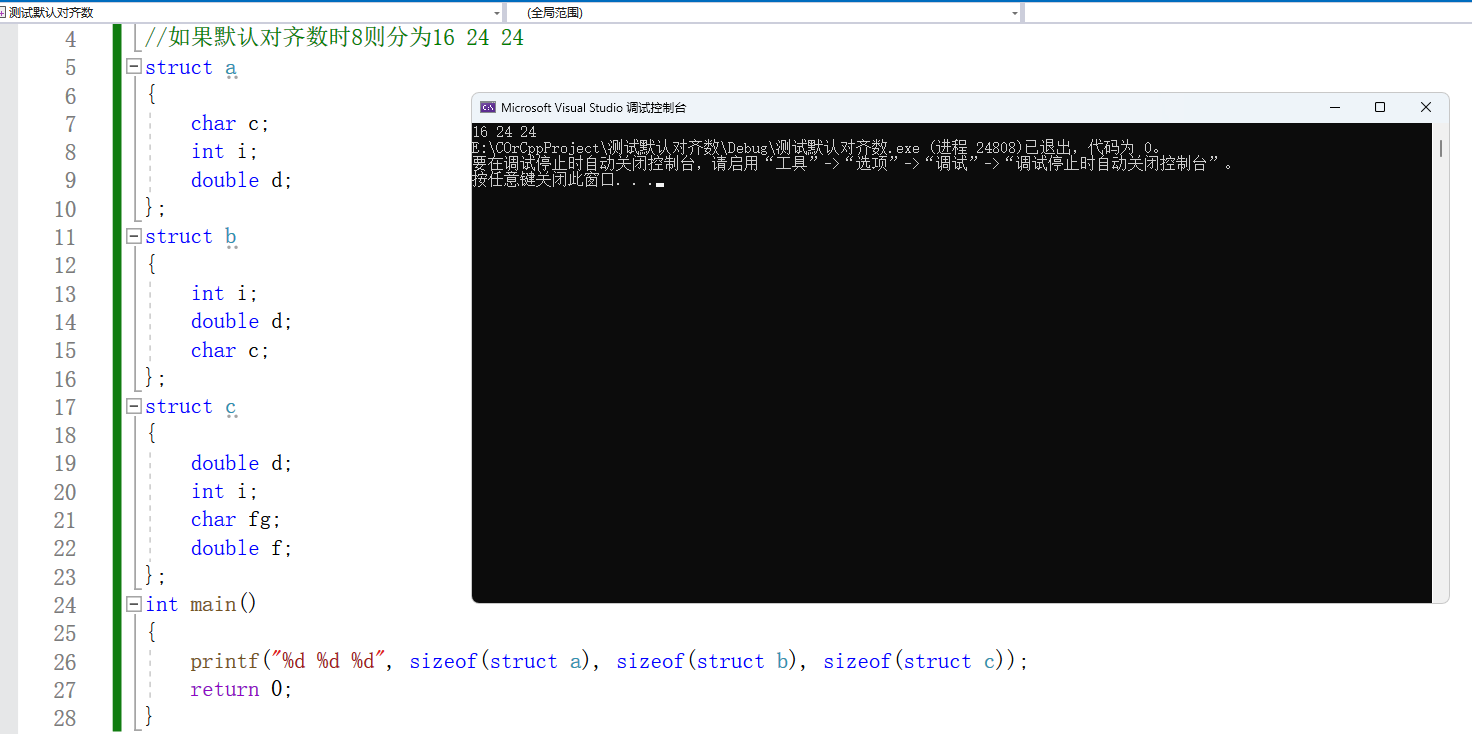 测试默认对齐数 (全局范围)
4 //如果默认对齐数时8则分为16 24 24
5 struct a
6 {
7 char c;
8 int i;
9 double d;
10 };
11 struct b
12 {
13 int i;
14 double d;
15 char c;
16 };
17 struct c
18 {
19 double d;
20 int i;
21 char fg;
22 double f;
23 };
24 int main()
25 {
26 printf("%d %d %d", sizeof(struct a), sizeof(struct b), sizeof(struct c));
27 return 0;
28 }
Microsoft Visual Studio 调试控制台
16 24 24
E:\COrCppProject\测试默认对齐数\Debug\测试默认对齐数.exe (进程 24808)已退出，代码为 0。
要在调试停止时自动关闭控制台，请启用“工具”->“选项”->“调试”->“调试停止时自动关闭控制台”。
按任意键关闭此窗口. . .